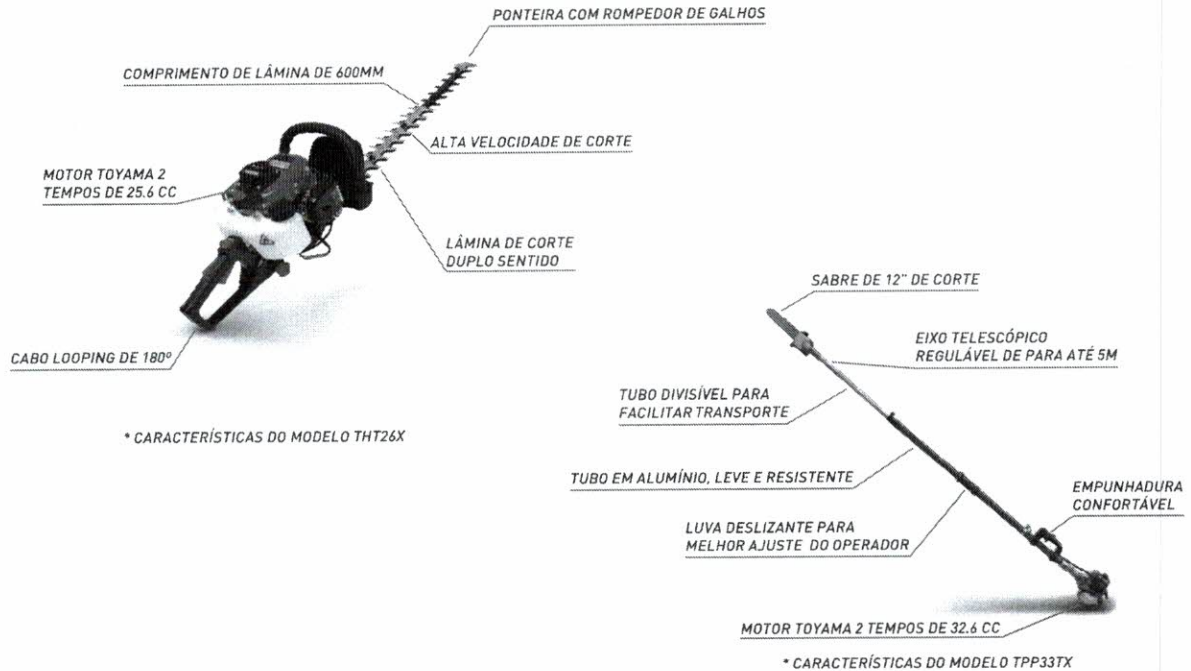 PONTEIRA COM ROMPEDOR DE GALHOS
COMPRIMENTO DE LÂMINA DE 600MM
ALTA VELOCIDADE DE CORTE
MOTOR TOYAMA 2
TEMPOS DE 25.6 CC
LÂMINA DE CORTE
DUPLO SENTIDO
CABO LOOPING DE 180º
* CARACTERÍSTICAS DO MODELO THT26X
SABRE DE 12" DE CORTE
EIXO TELESCÓPICO
REGULÁVEL DE PARA ATÉ 5M
TUBO DIVISÍVEL PARA
FACILITAR TRANSPORTE
TUBO EM ALUMÍNIO, LEVE E RESISTENTE
EMPUNHADURA
CONFORTÁVEL
LUVA DESLIZANTE PARA
MELHOR AJUSTE DO OPERADOR
MOTOR TOYAMA 2 TEMPOS DE 32.6 CC
* CARACTERÍSTICAS DO MODELO TPP33TX